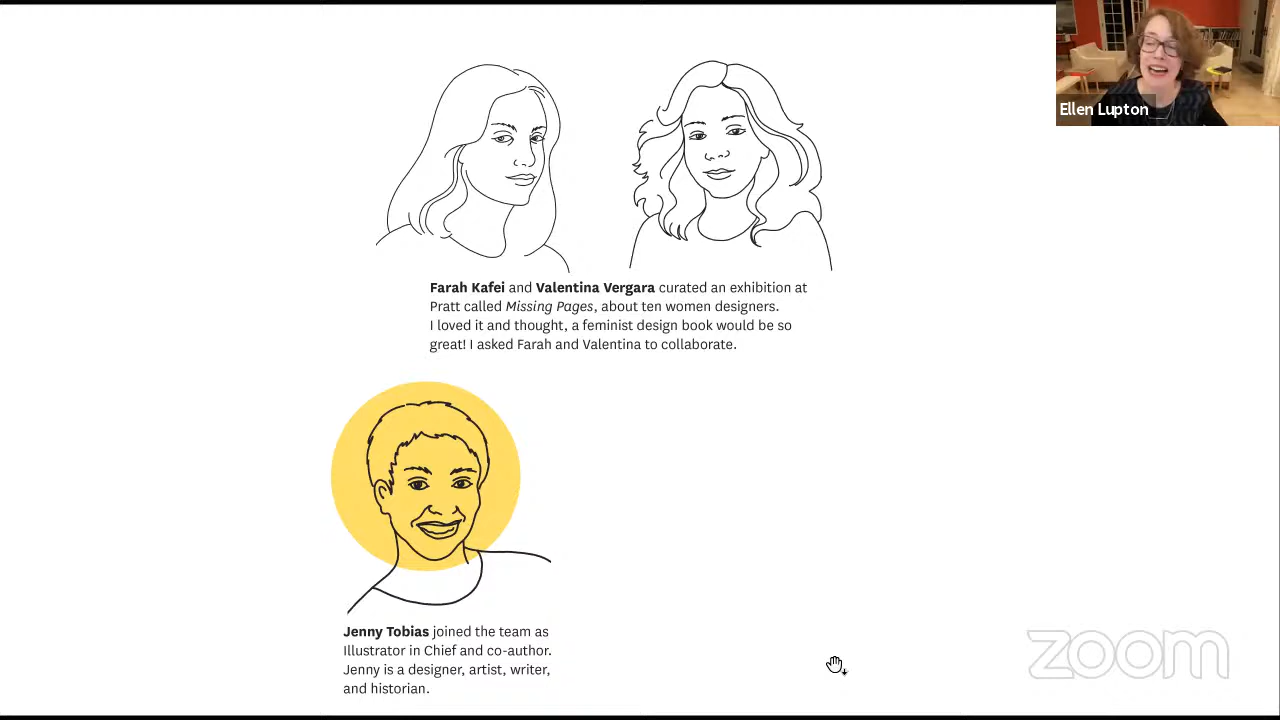 Ellen Lupton
Farah Kafei and Valentina Vergara curated an exhibition at
Pratt called Missing Pages, about ten women designers.
I loved it and thought, a feminist design book would be so
great! I asked Farah and Valentina to collaborate.
Jenny Tobias joined the team as
Illustrator in Chief and co-author.
Jenny is a designer, artist, writer,
and historian.
zoom